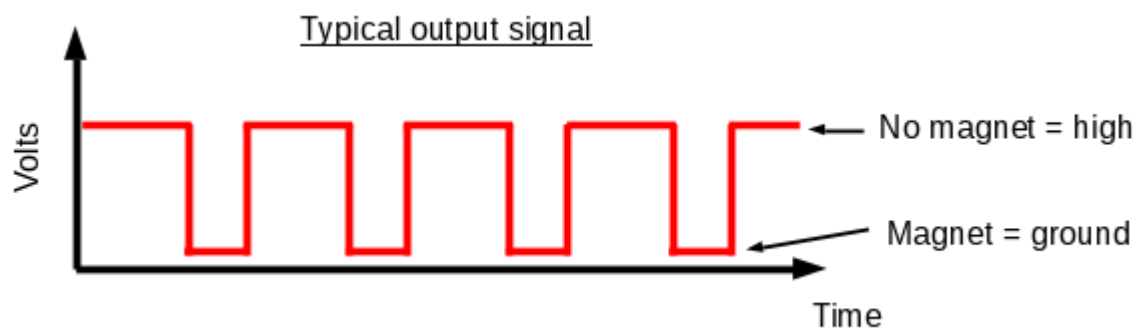 Typical output signal
Volts
No magnet = high
Magnet = ground
Time